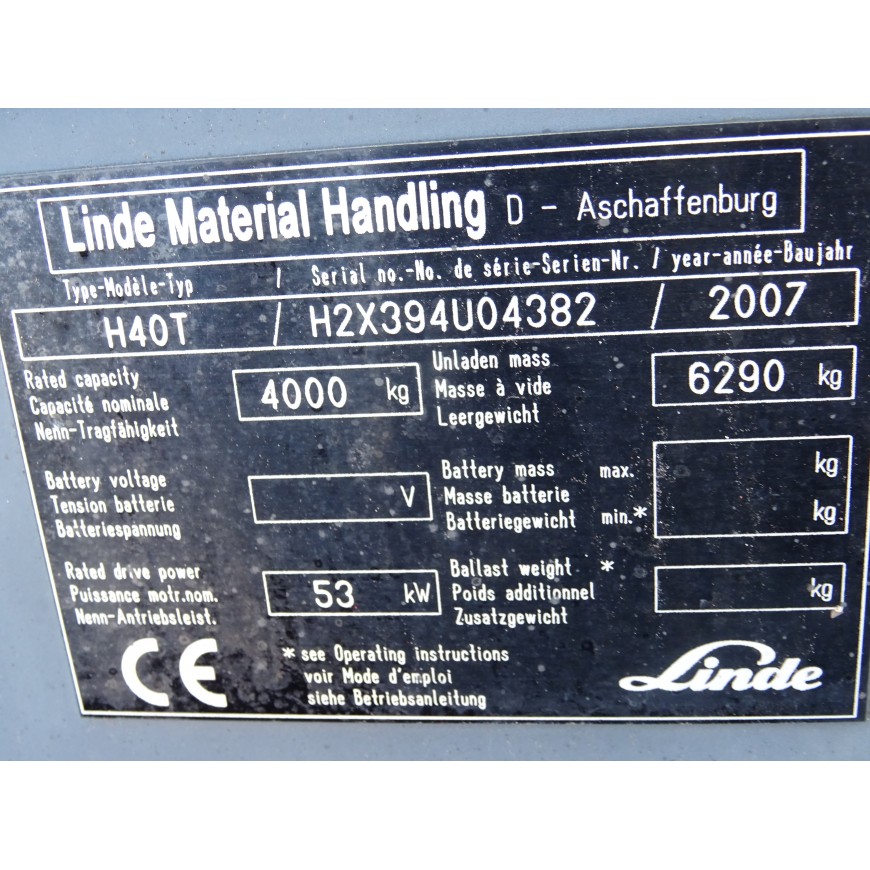 Linde Material Handling D - Aschaffenburg
Type-Modèle-Typ / Serial no.-No. de série-Serien-Nr. / year-année-Baujahr
H40T / H2X394U04382 / 2007
Rated capacity
Capacité nominale
Nenn-Tragfähigkeit
4000 kg
Unladen mass
Masse à vide
Leergewicht
6290 kg
Battery voltage
Tension batterie
Batteriespannung
V
Battery mass max. kg
Masse batterie
Batteriegewicht min.* kg
Rated drive power
Puissance motr.nom.
Nenn-Antriebsleist.
53 kW
Ballast weight *
Poids additionnel
Zusatzgewicht
kg
CE
* see Operating instructions
voir Mode d'emploi
siehe Betriebsanleitung
Linde